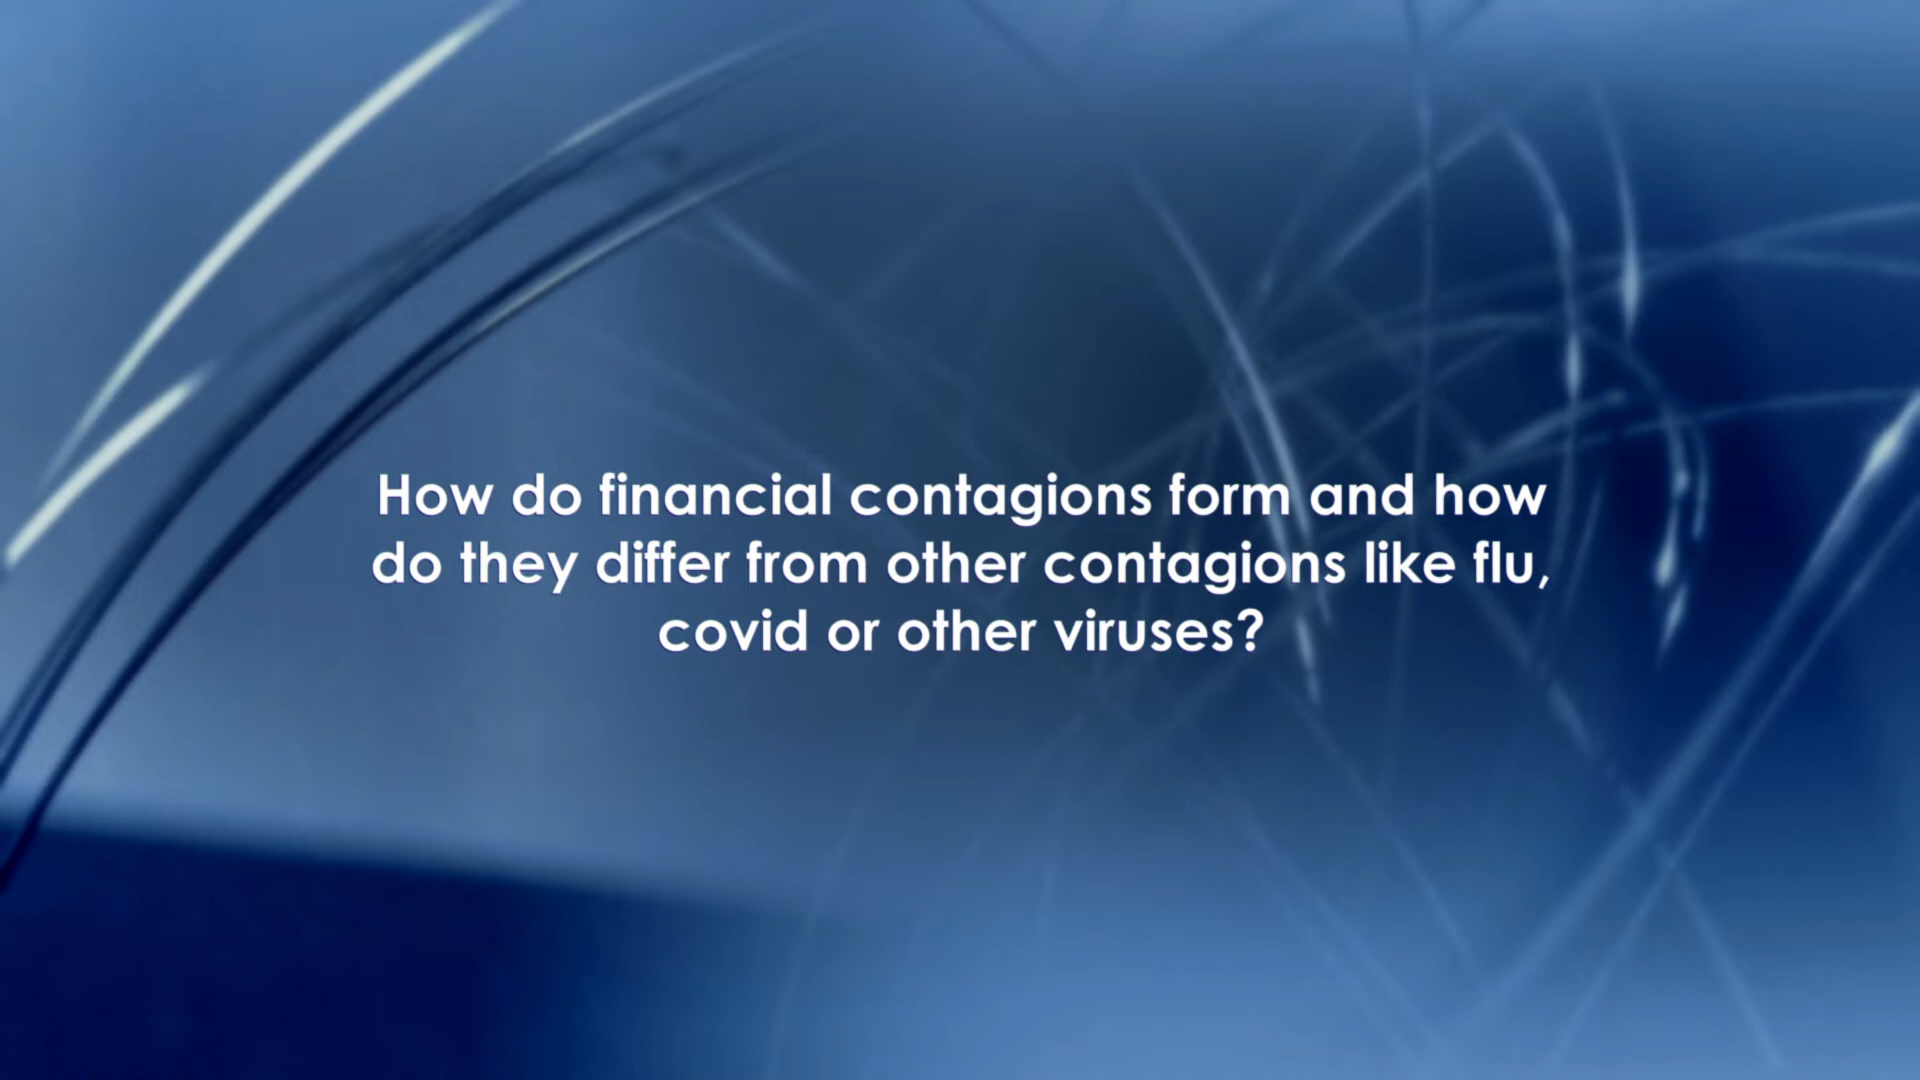 How do financial contagions form and how
do they differ from other contagions like flu,
covid or other viruses?